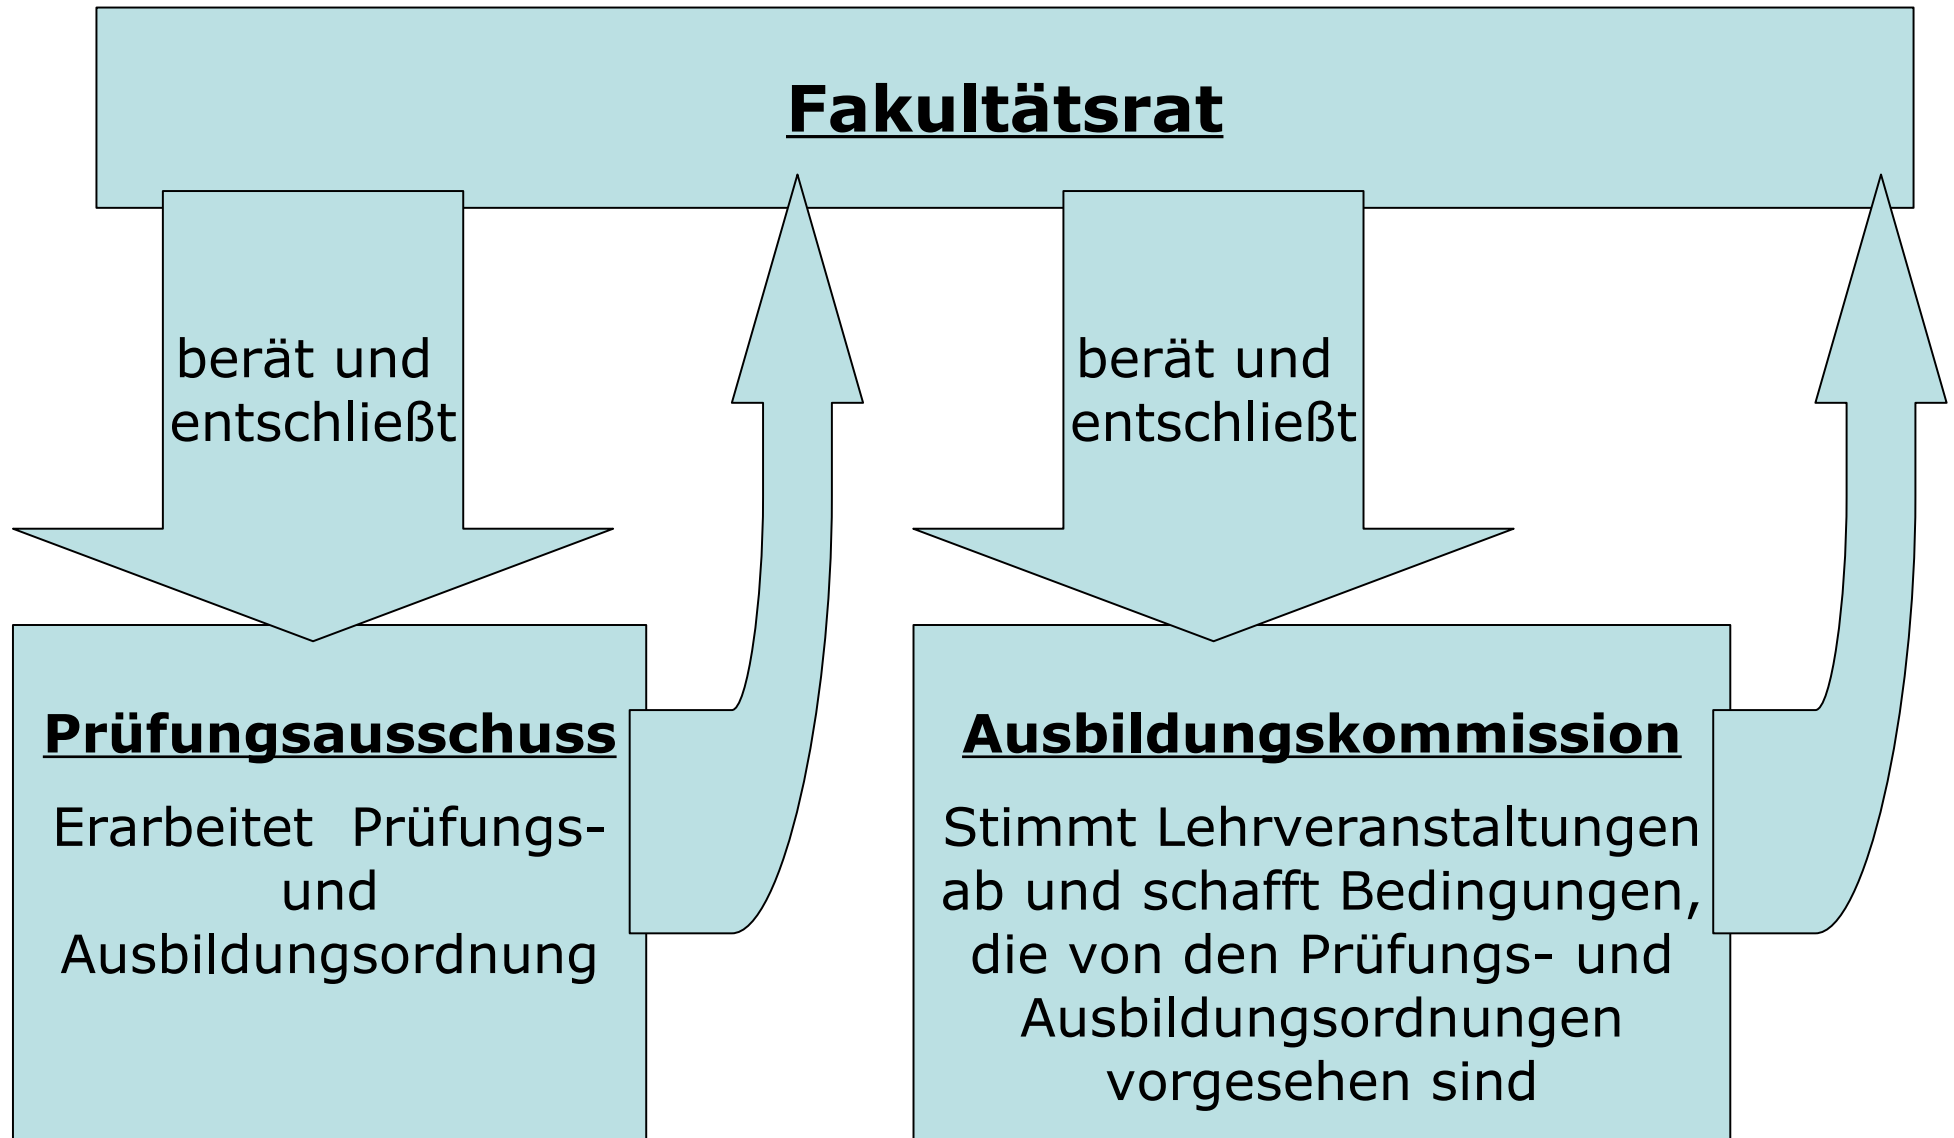 Fakultätsrat
berät und
entschließt
berät und
entschließt
Prüfungsausschuss
Erarbeitet Prüfungs-
und
Ausbildungsordnung
Ausbildungskommission
Stimmt Lehrveranstaltungen
ab und schafft Bedingungen,
die von den Prüfungs- und
Ausbildungsordnungen
vorgesehen sind